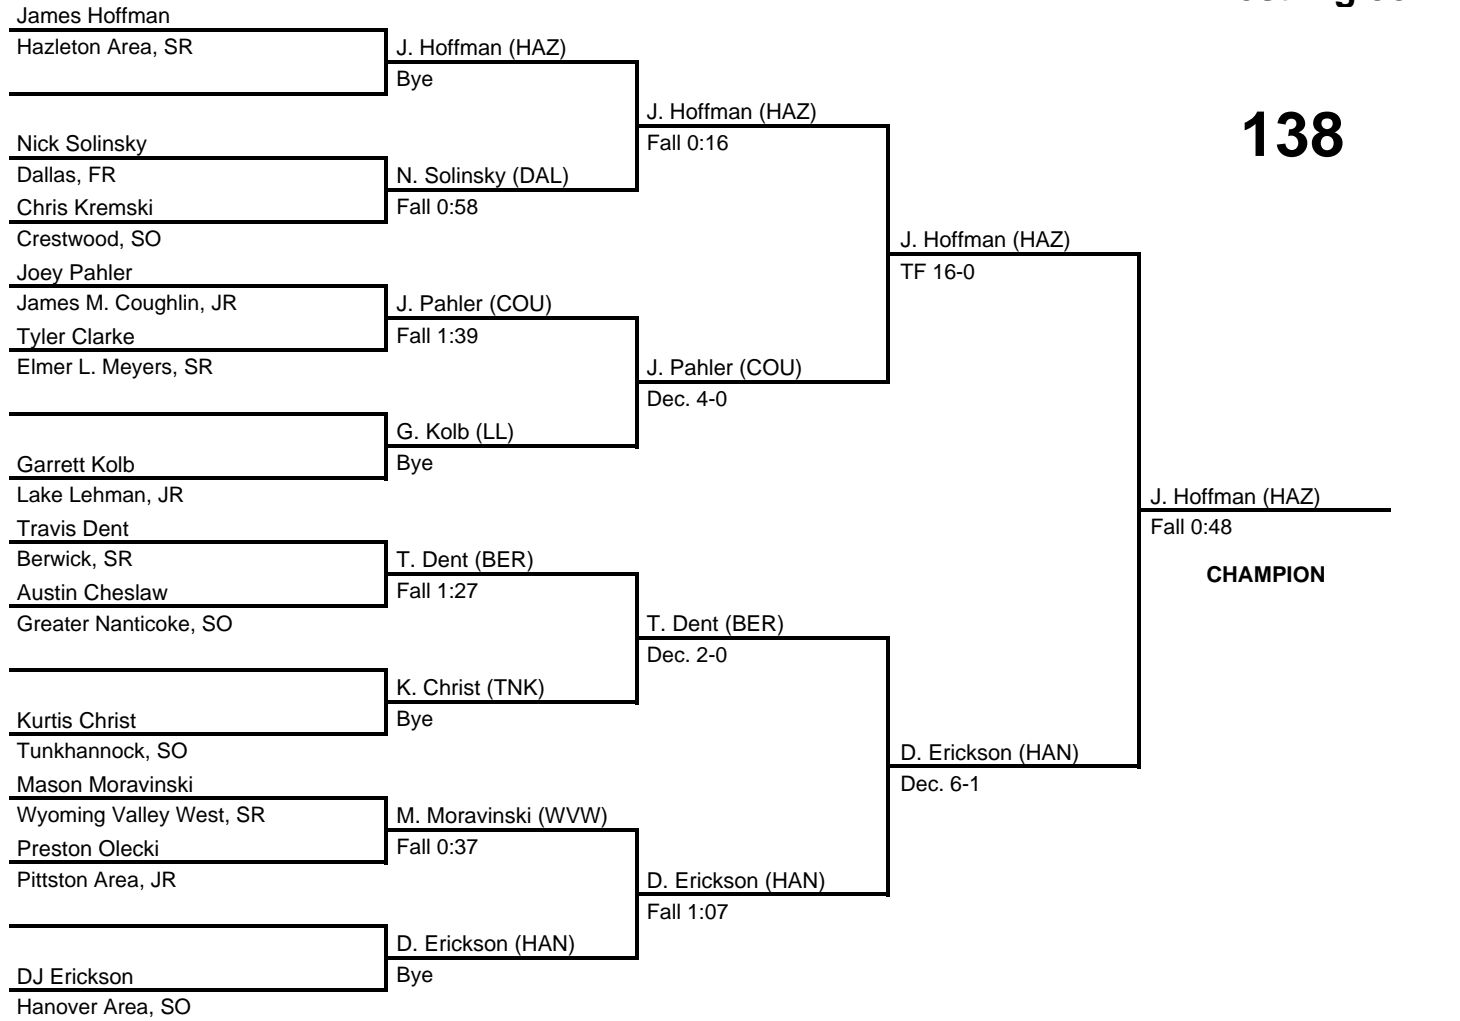 James Hoffman
Hazleton Area, SR
J. Hoffman (HAZ)
Bye
J. Hoffman (HAZ)
Fall 0:16
138
Nick Solinsky
Dallas, FR
N. Solinsky (DAL)
Chris Kremski
Fall 0:58
Crestwood, SO
J. Hoffman (HAZ)
TF 16-0
Joey Pahler
James M. Coughlin, JR
J. Pahler (COU)
Tyler Clarke
Fall 1:39
Elmer L. Meyers, SR
J. Pahler (COU)
Dec. 4-0
G. Kolb (LL)
Garrett Kolb
Bye
Lake Lehman, JR
J. Hoffman (HAZ)
Fall 0:48
CHAMPION
Travis Dent
Berwick, SR
T. Dent (BER)
Austin Cheslaw
Fall 1:27
Greater Nanticoke, SO
T. Dent (BER)
Dec. 2-0
K. Christ (TNK)
Kurtis Christ
Bye
Tunkhannock, SO
D. Erickson (HAN)
Dec. 6-1
Mason Moravinski
Wyoming Valley West, SR
M. Moravinski (WVW)
Preston Olecki
Fall 0:37
Pittston Area, JR
D. Erickson (HAN)
Fall 1:07
D. Erickson (HAN)
DJ Erickson
Bye
Hanover Area, SO